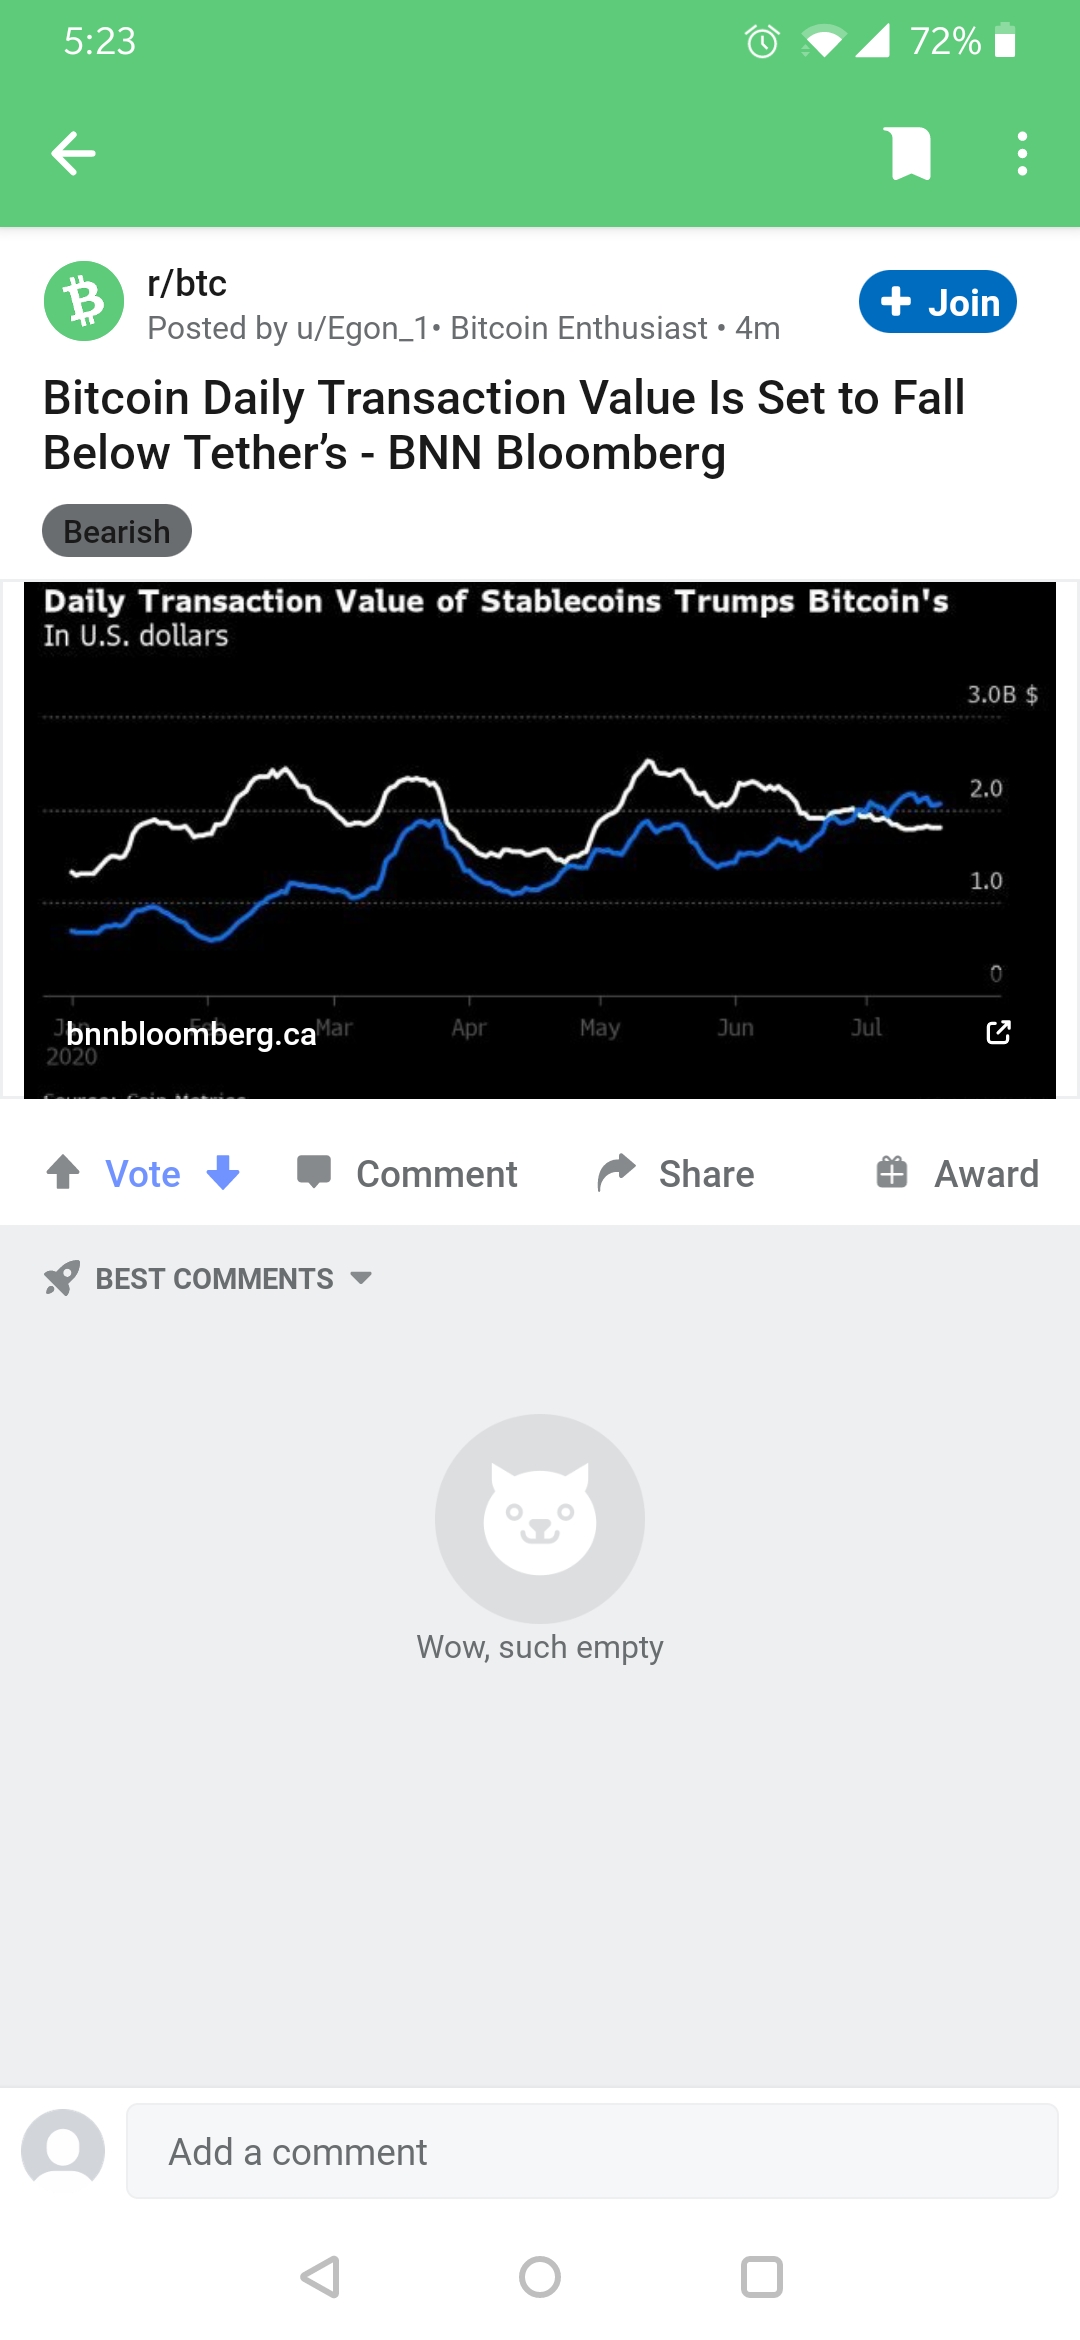 5:23
72%
r/btc
Posted by u/Egon_1• Bitcoin Enthusiast • 4m
+ Join
Bitcoin Daily Transaction Value Is Set to Fall
Below Tether’s - BNN Bloomberg
Bearish
Daily Transaction Value of Stablecoins Trumps Bitcoin's
In U.S. dollars
3.0B $
2.0
1.0
0
Jan Feb Mar Apr May Jun Jul
bnnbloomberg.ca
2020
Source: Coin Metrics
Vote
Comment
Share
Award
BEST COMMENTS
Wow, such empty
Add a comment